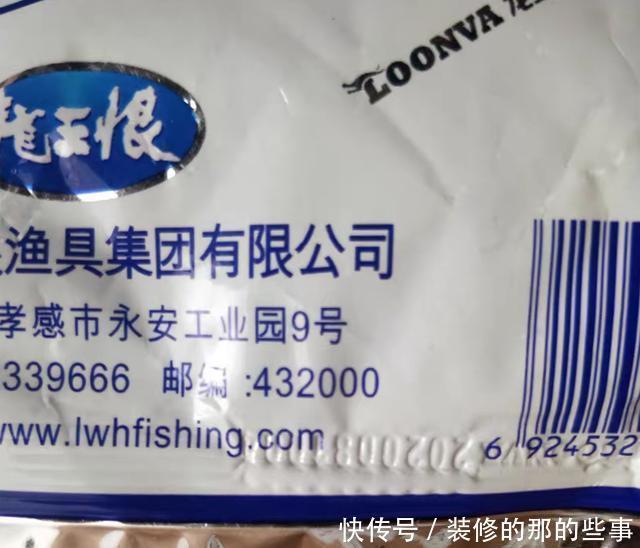 LOONVA
龍王恨
渔具集团有限公司
孝感市永安工业园9号
339666 邮编:432000
www.lwhfishing.com
6 924532
快传号 / 装修的那的些事